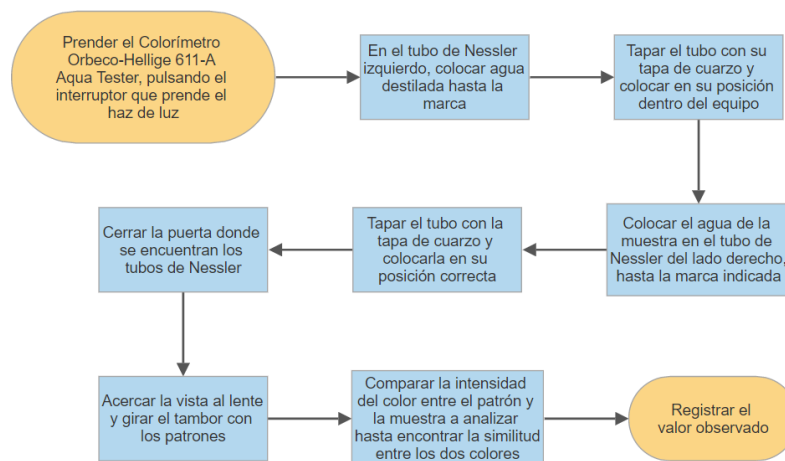 Prender el Colorímetro
Orbeco-Hellige 611-A
Aqua Tester, pulsando el
interruptor que prende el
haz de luz
En el tubo de Nessler
izquierdo, colocar agua
destilada hasta la
marca
Tapar el tubo con su
tapa de cuarzo y
colocar en su posición
dentro del equipo
Colocar el agua de la
muestra en el tubo de
Nessler del lado derecho,
hasta la marca indicada
Tapar el tubo con la
tapa de cuarzo y
colocarla en su
posición correcta
Cerrar la puerta donde
se encuentran los
tubos de Nessler
Acercar la vista al lente
y girar el tambor con
los patrones
Comparar la intensidad
del color entre el patrón y
la muestra a analizar
hasta encontrar la similitud
entre los dos colores
Registrar el
valor observado